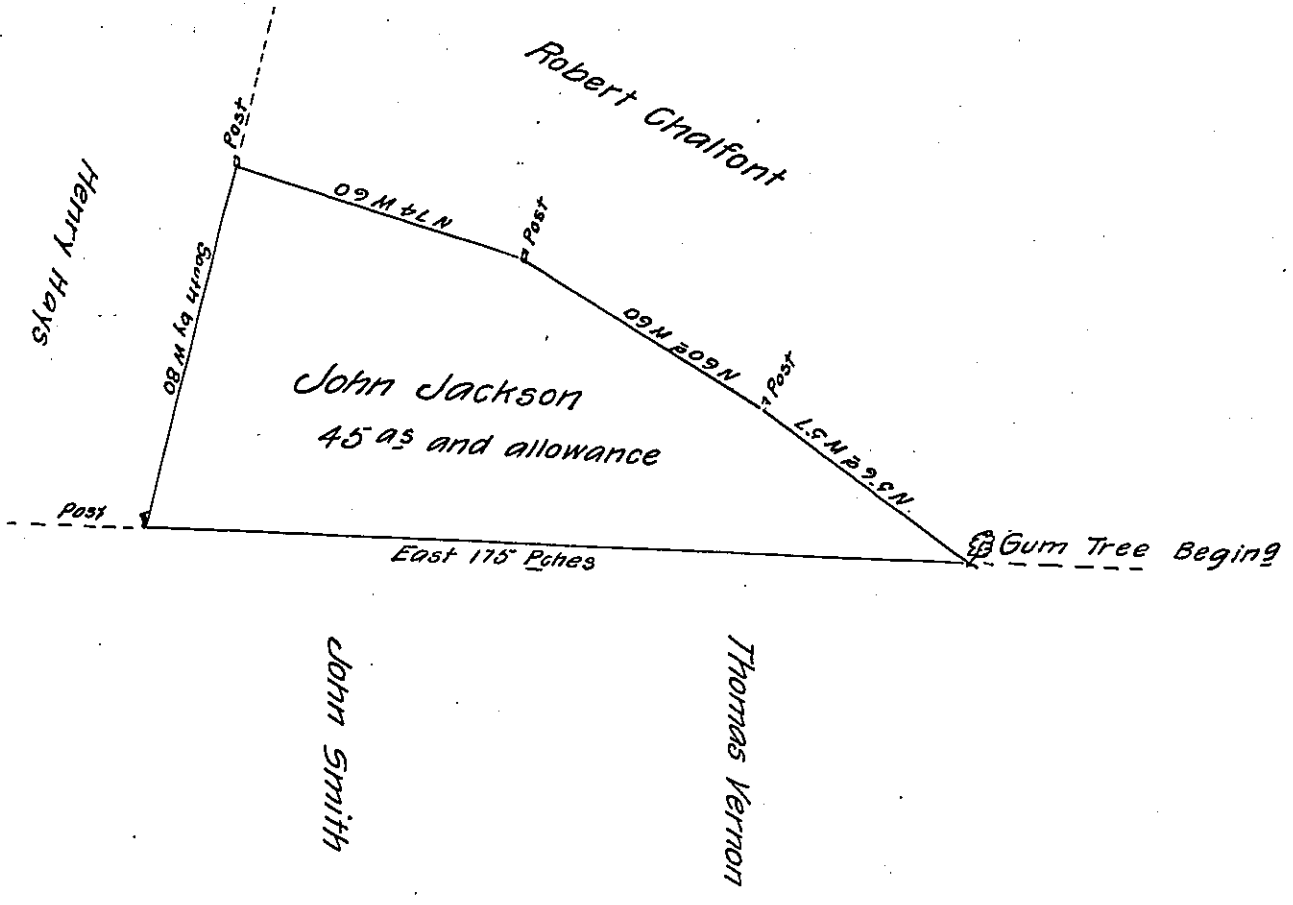 Robert Chalfont
Post
Henry Hays
N 74 W 60
Post
South by W 80
N 60° W 60
Post
John Jackson
45 as and allowance
N 56° W 57
Post
East 175 Pches
Gum Tree Beging
John Smith
Thomas Vernon